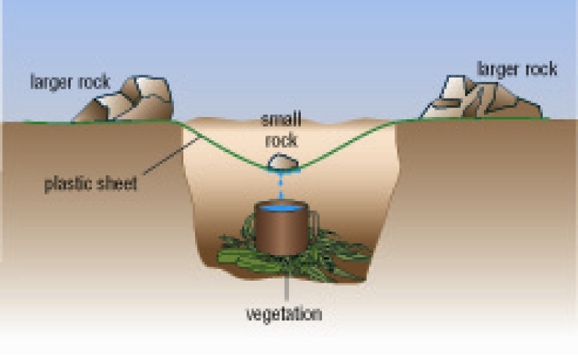 larger rock
larger rock
small
rock
plastic sheet
vegetation